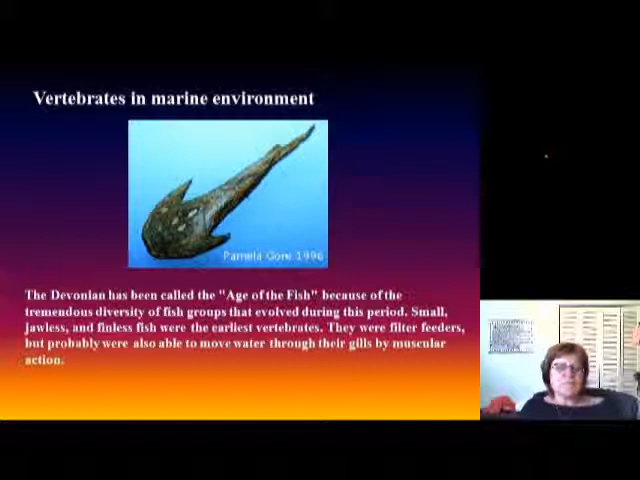 Vertebrates in marine environment
Pamela Gore 1996
The Devonian has been called the "Age of the Fish" because of the
tremendous diversity of fish groups that evolved during this period. Small,
jawless, and finless fish were the earliest vertebrates. They were filter feeders,
but probably were also able to move water through their gills by muscular
action.